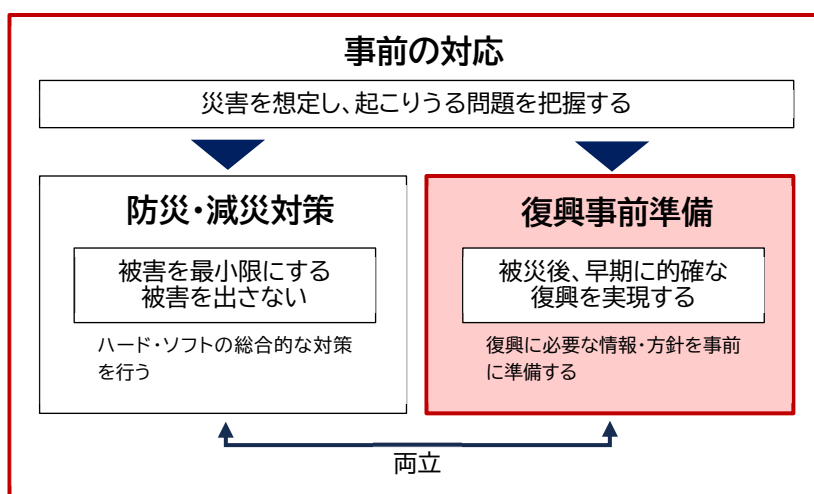 事前の対応
災害を想定し、起こりうる問題を把握する
防災・減災対策
被害を最小限にする
被害を出さない
ハード・ソフトの総合的な対策
を行う
復興事前準備
被災後、早期に的確な
復興を実現する
復興に必要な情報・方針を事前
に準備する
両立